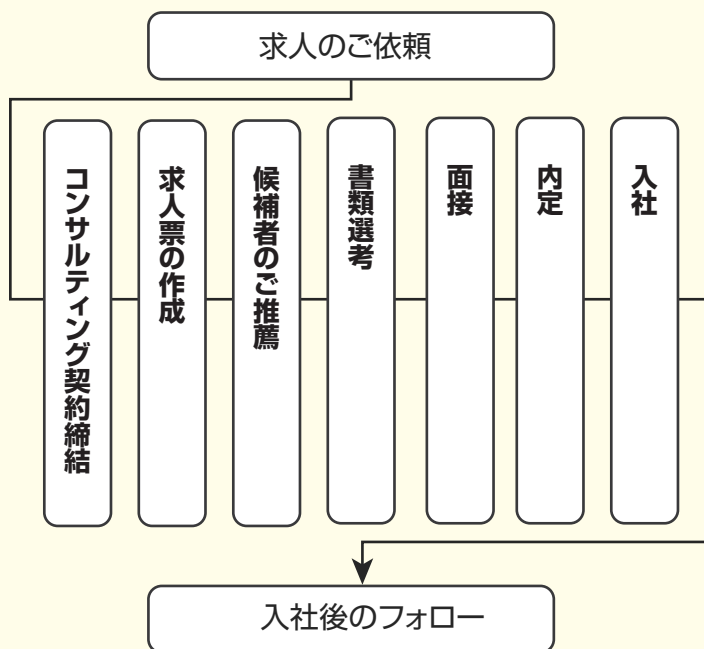 求人のご依頼
コンサルティング契約締結
求人票の作成
候補者のご推薦
書類選考
面接
内定
入社
入社後のフォロー